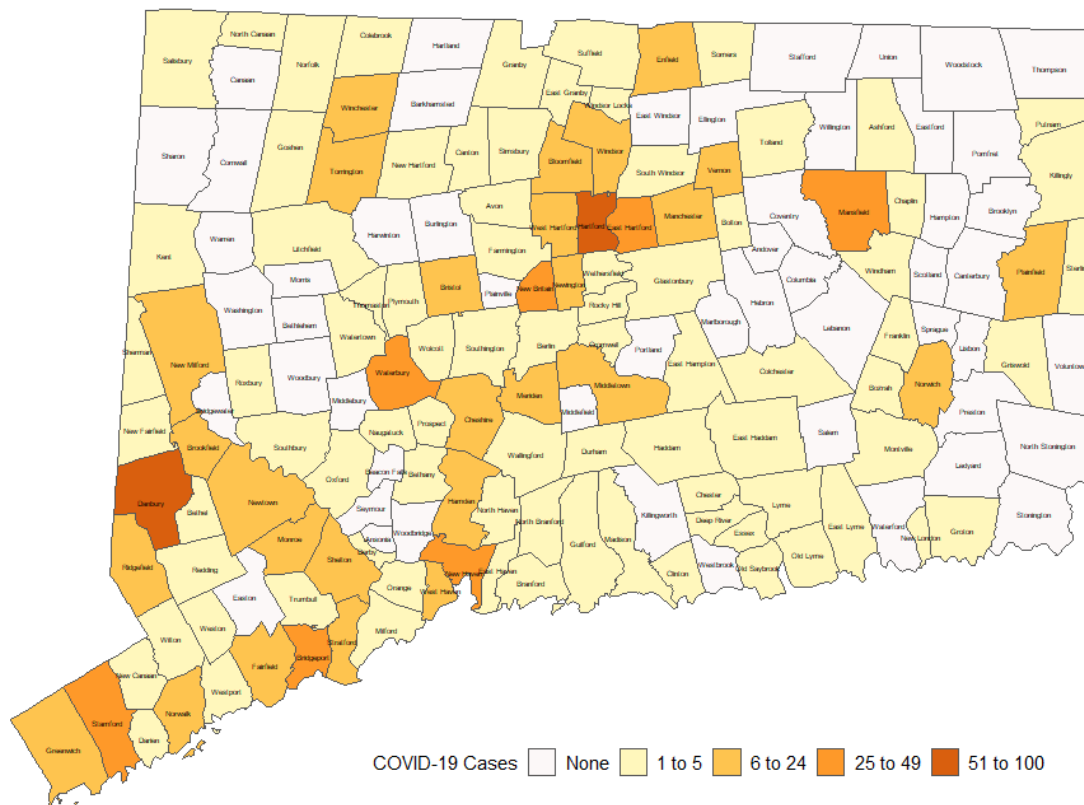 North Canaan
Colebrook
Hartland
Salisbury
Norfolk
Canaan
Granby
Suffield
Enfield
Somers
Stafford
Union
Woodstock
Thompson
East Granby
Windsor Locks
Winchester
Barkhamsted
East Windsor
Ellington
Willington
Ashford
Eastford
Putnam
Sharon
Cornwall
Goshen
Torrington
New Hartford
Canton
Simsbury
Bloomfield
Windsor
South Windsor
Vernon
Tolland
Pomfret
Killingly
Kent
Warren
Litchfield
Harwinton
Burlington
Avon
West Hartford
Hartford
East Hartford
Manchester
Bolton
Coventry
Mansfield
Chaplin
Hampton
Brooklyn
Farmington
Andover
Morris
Washington
Bethlehem
Thomaston
Plymouth
Bristol
Plainville
New Britain
Newington
Wethersfield
Rocky Hill
Glastonbury
Marlborough
Hebron
Columbia
Windham
Scotland
Canterbury
Plainfield
Sterling
Lebanon
Franklin
Sprague
Lisbon
Griswold
Sherman
New Milford
Roxbury
Woodbury
Watertown
Wolcott
Southington
Berlin
Cromwell
Portland
East Hampton
Colchester
Bozrah
Norwich
Preston
Bridgewater
Middlebury
Waterbury
Cheshire
Meriden
Middletown
Middlefield
New Fairfield
Brookfield
Southbury
Naugatuck
Prospect
Wallingford
Durham
Haddam
East Haddam
Salem
Montville
Ledyard
North Stonington
Oxford
Beacon Falls
Bethany
Danbury
Bethel
Newtown
Seymour
Hamden
Woodbridge
North Haven
North Branford
Guilford
Madison
Killingworth
Chester
Deep River
Essex
Lyme
East Lyme
Waterford
New London
Groton
Stonington
Monroe
Shelton
Ansonia
Derby
Ridgefield
Redding
Easton
Trumbull
Orange
West Haven
New Haven
East Haven
Branford
Clinton
Westbrook
Old Saybrook
Old Lyme
Wilton
Weston
Fairfield
Bridgeport
Stratford
Milford
New Canaan
Westport
Norwalk
Greenwich
Stamford
Darien
COVID-19 Cases None 1 to 5 6 to 24 25 to 49 51 to 100